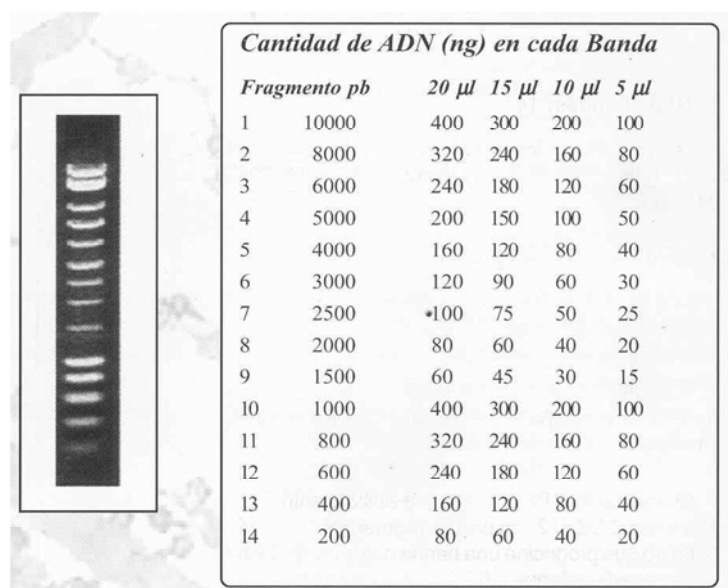 Cantidad de ADN (ng) en cada Banda
Fragmento pb 20 µl 15 µl 10 µl 5 µl
1 10000 400 300 200 100
2 8000 320 240 160 80
3 6000 240 180 120 60
4 5000 200 150 100 50
5 4000 160 120 80 40
6 3000 120 90 60 30
7 2500 100 75 50 25
8 2000 80 60 40 20
9 1500 60 45 30 15
10 1000 400 300 200 100
11 800 320 240 160 80
12 600 240 180 120 60
13 400 160 120 80 40
14 200 80 60 40 20